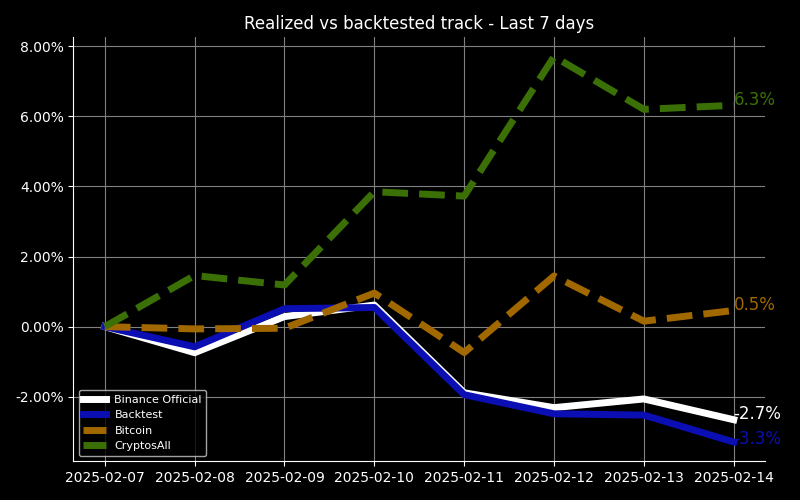 Realized vs backtested track - Last 7 days
8.00%
6.00%
4.00%
2.00%
0.00%
-2.00%
6.3%
0.5%
-2.7%
-3.3%
Binance Official
Backtest
Bitcoin
CryptosAll
2025-02-07 2025-02-08 2025-02-09 2025-02-10 2025-02-11 2025-02-12 2025-02-13 2025-02-14